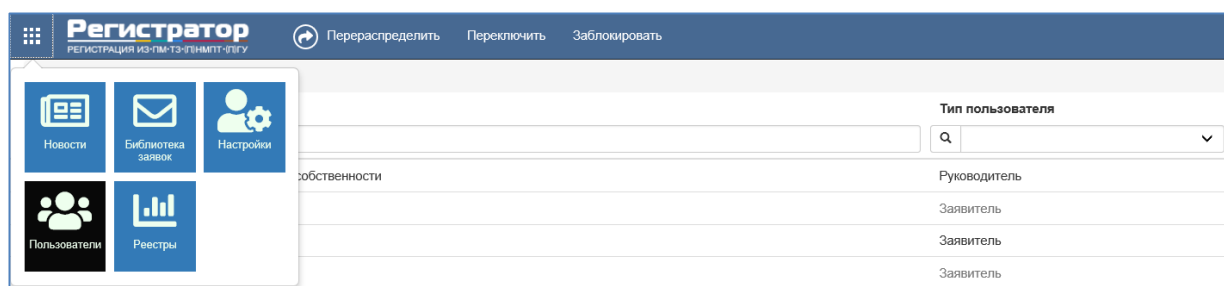 Регистратор
РЕГИСТРАЦИЯ ИЗ•ПМ•ТЗ•(П)НМПТ•(П)ГУ
Перераспределить Переключить Заблокировать
Новости
Библиотека
заявок
Настройки
Пользователи
Реестры
Тип пользователя
собственности Руководитель
Заявитель
Заявитель
Заявитель